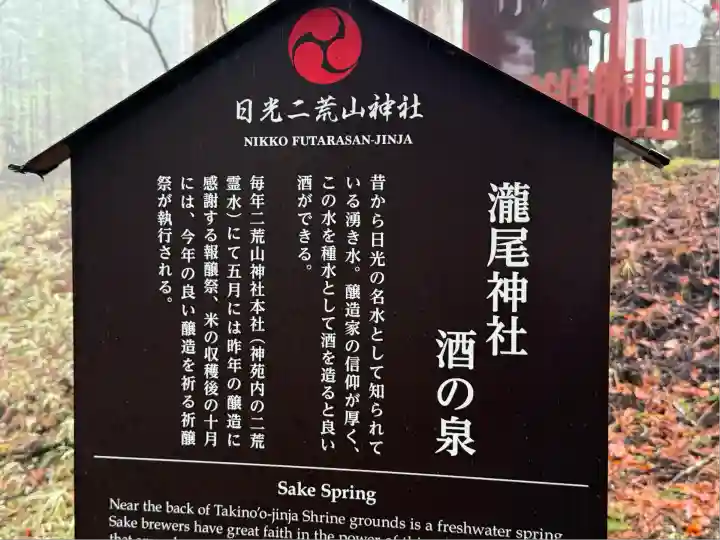 日光二荒山神社
NIKKO FUTARASAN-JINJA
瀧尾神社
酒の泉
昔から日光の名水として知られて
いる湧き水。醸造家の信仰が厚く、
この水を種水として酒を造ると良い
酒ができる。
毎年二荒山神社本社（神苑内の二荒
霊水）にて五月には昨年の醸造に
感謝する報醸祭、米の収穫後の十月
には、今年の良い醸造を祈る祈醸
祭が執行される。
Sake Spring
Near the back of Takino'o-jinja Shrine grounds is a freshwater spring
Sake brewers have great faith in the power of